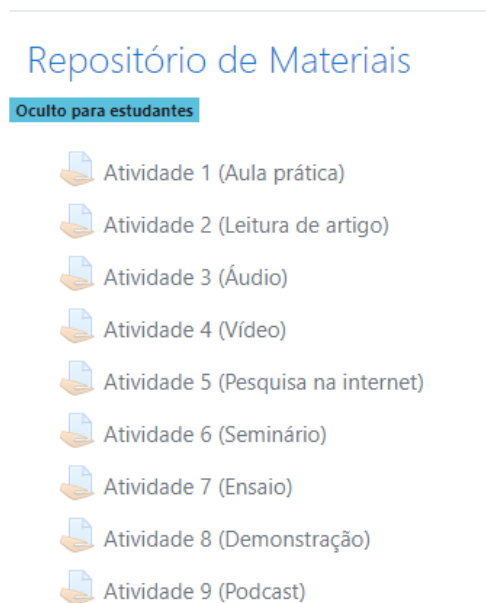 Repositório de Materiais
Oculto para estudantes
Atividade 1 (Aula prática)
Atividade 2 (Leitura de artigo)
Atividade 3 (Áudio)
Atividade 4 (Vídeo)
Atividade 5 (Pesquisa na internet)
Atividade 6 (Seminário)
Atividade 7 (Ensaio)
Atividade 8 (Demonstração)
Atividade 9 (Podcast)